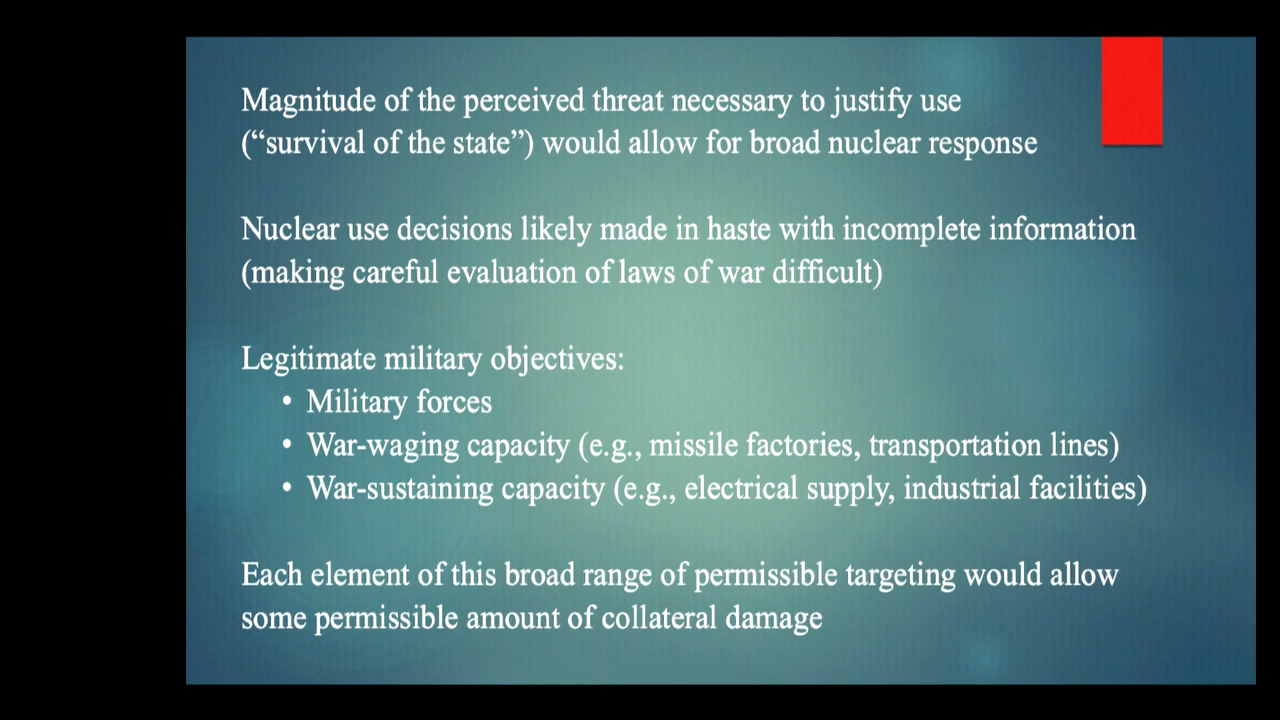 Magnitude of the perceived threat necessary to justify use
(“survival of the state”) would allow for broad nuclear response
Nuclear use decisions likely made in haste with incomplete information
(making careful evaluation of laws of war difficult)
Legitimate military objectives:
• Military forces
• War-waging capacity (e.g., missile factories, transportation lines)
• War-sustaining capacity (e.g., electrical supply, industrial facilities)
Each element of this broad range of permissible targeting would allow
some permissible amount of collateral damage